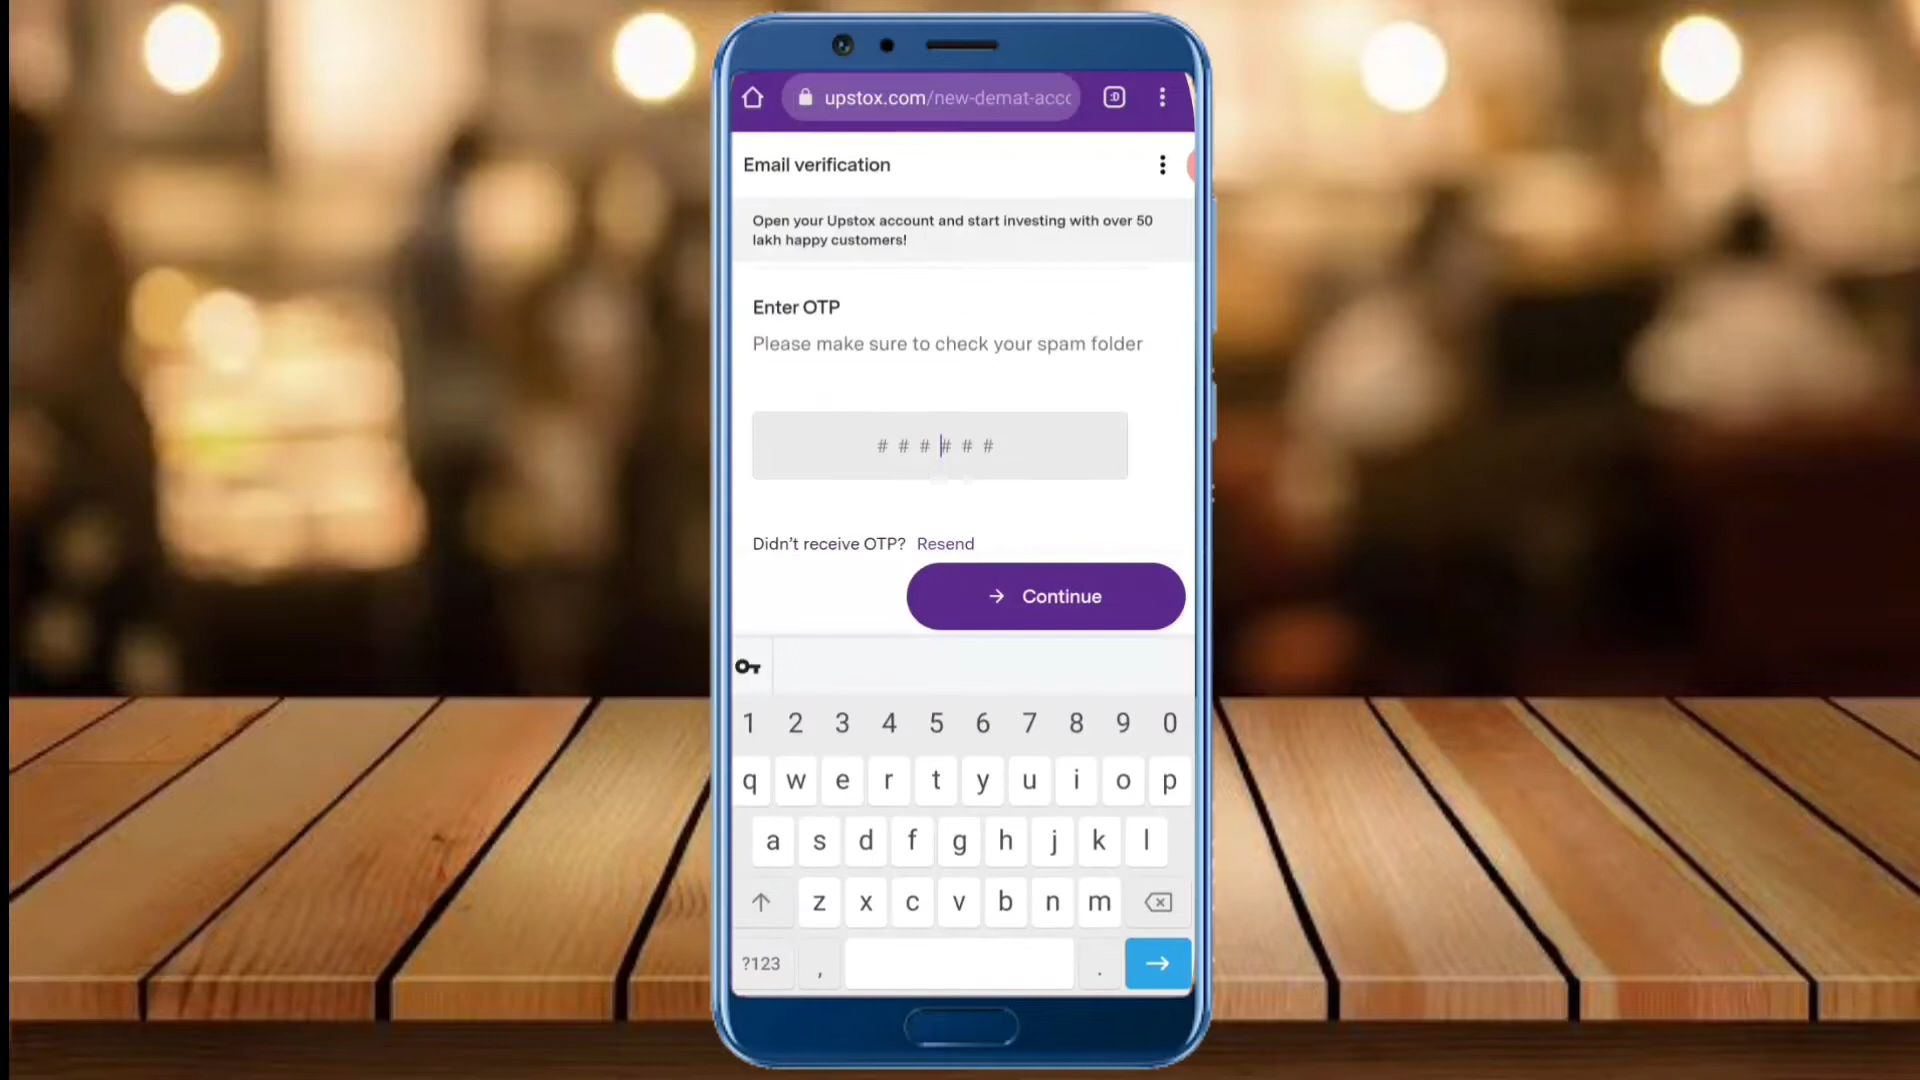 upstox.com/new-demat-acc
:D
Email verification
Open your Upstox account and start investing with over 50
lakh happy customers!
Enter OTP
Please make sure to check your spam folder
# # # # # #
Didn't receive OTP? Resend
→ Continue
1 2 3 4 5 6 7 8 9 0
q w e r t y u i o p
a s d f g h j k l
z x c v b n m
?123 , .